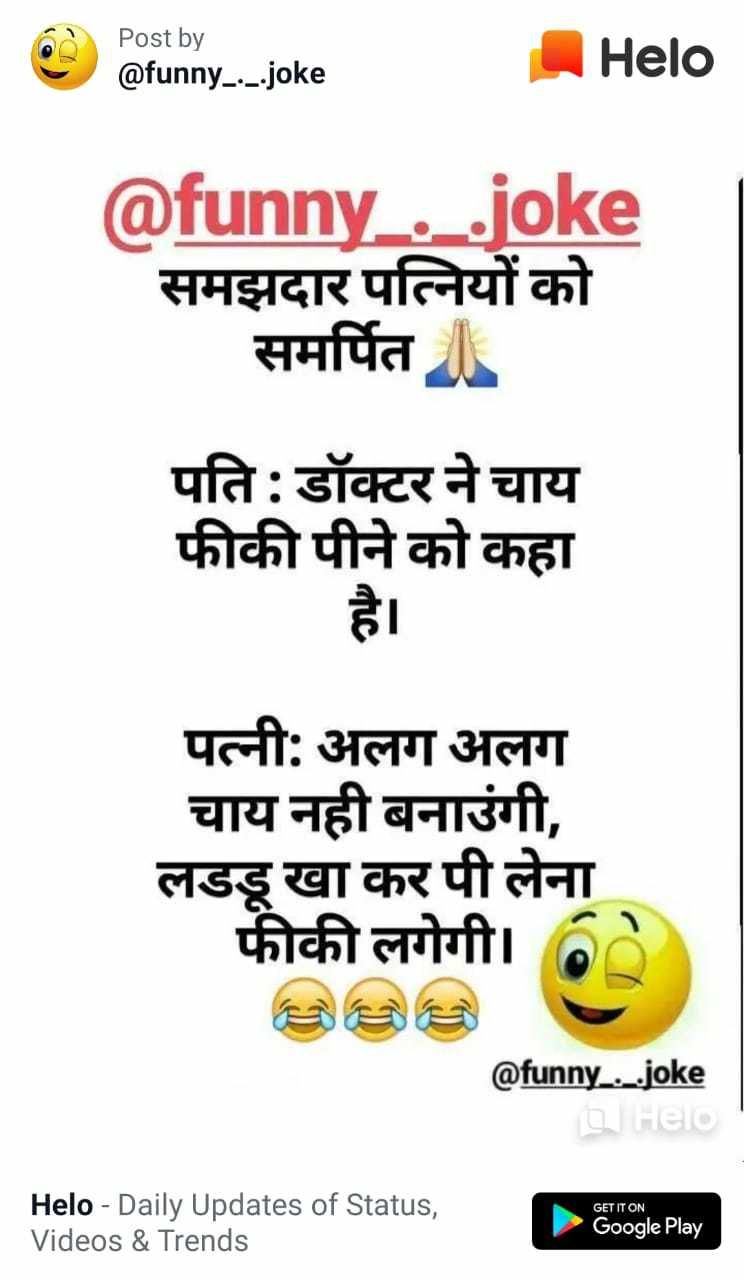 Post by
@funny_._.joke
Helo
@funny_._.joke
समझदार पत्नियों को
समर्पित 🙏
पति : डॉक्टर ने चाय
फीकी पीने को कहा
है।
पत्नी: अलग अलग
चाय नही बनाउंगी,
लडडू खा कर पी लेना
फीकी लगेगी।
😂😂😂
@funny_._.joke
Helo
Helo - Daily Updates of Status,
Videos & Trends
GET IT ON
Google Play